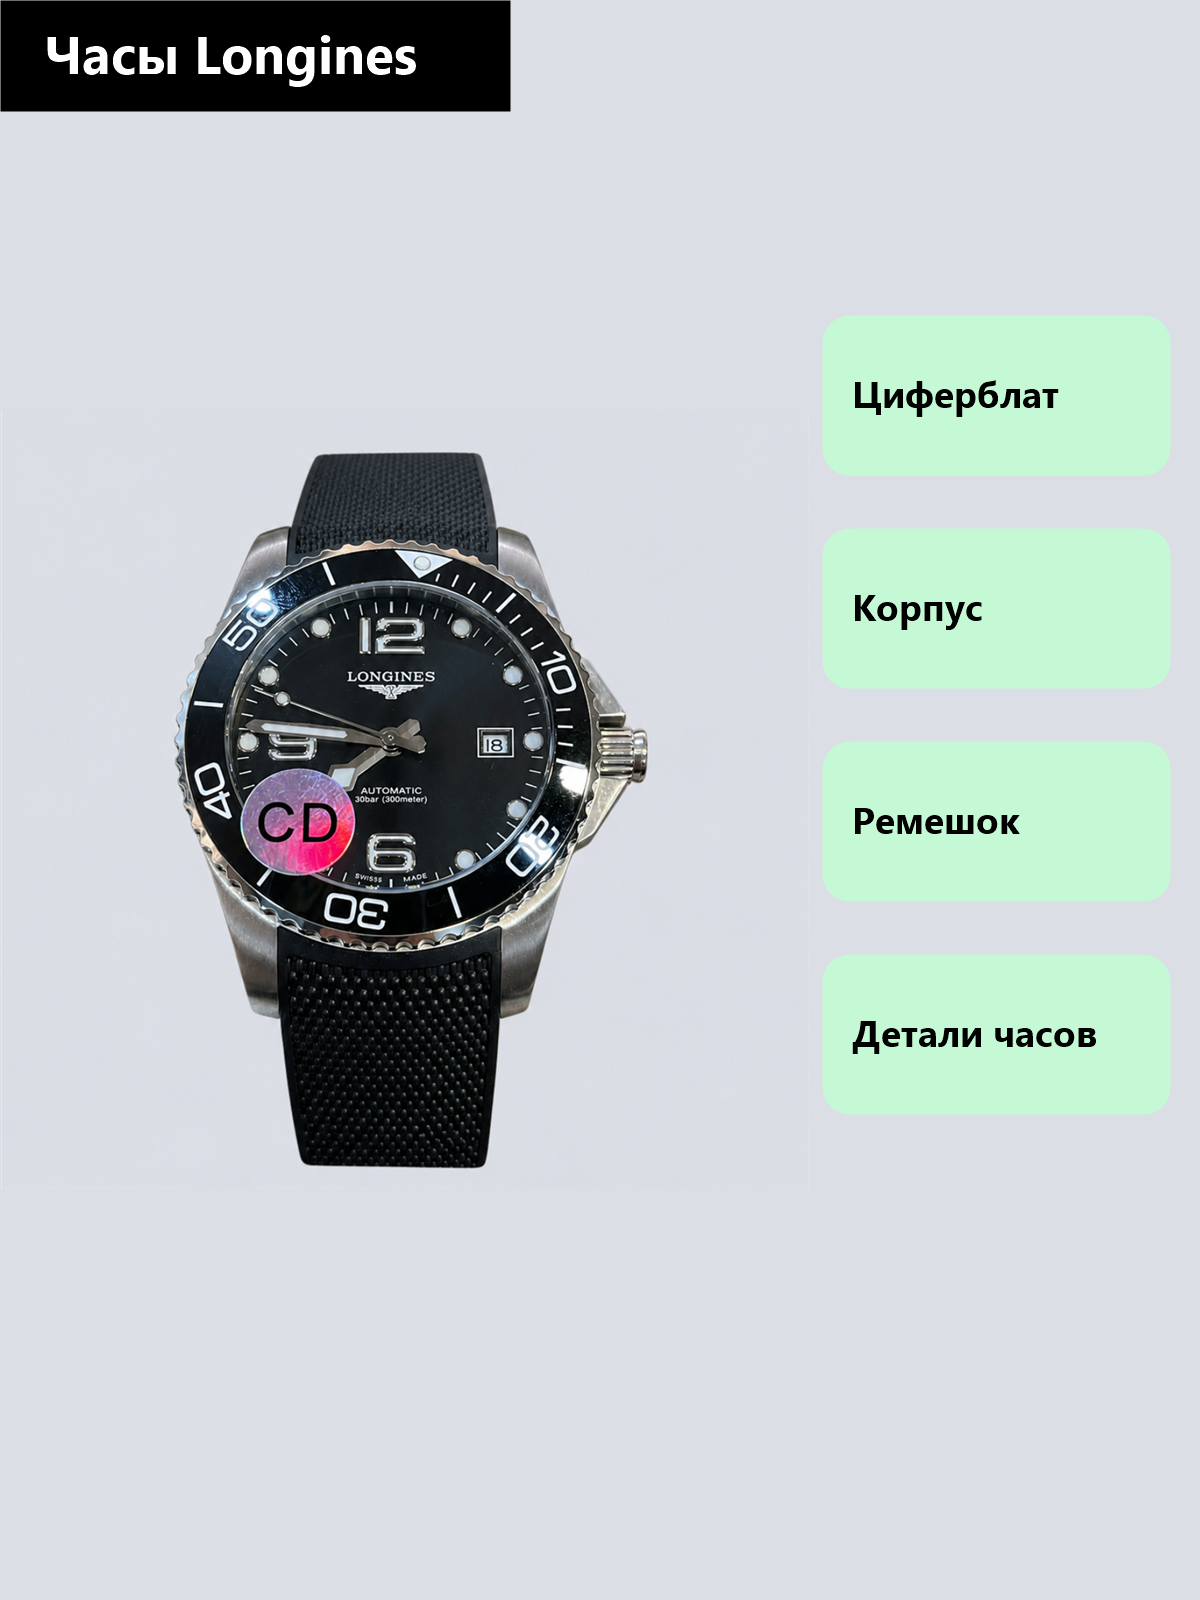 Часы Longines
Циферблат
Корпус
Ремешок
Детали часов
12
LONGINES
9
18
AUTOMATIC
30bar (300meter)
6
SWISSS MADE
CD
10
20
30
40
50